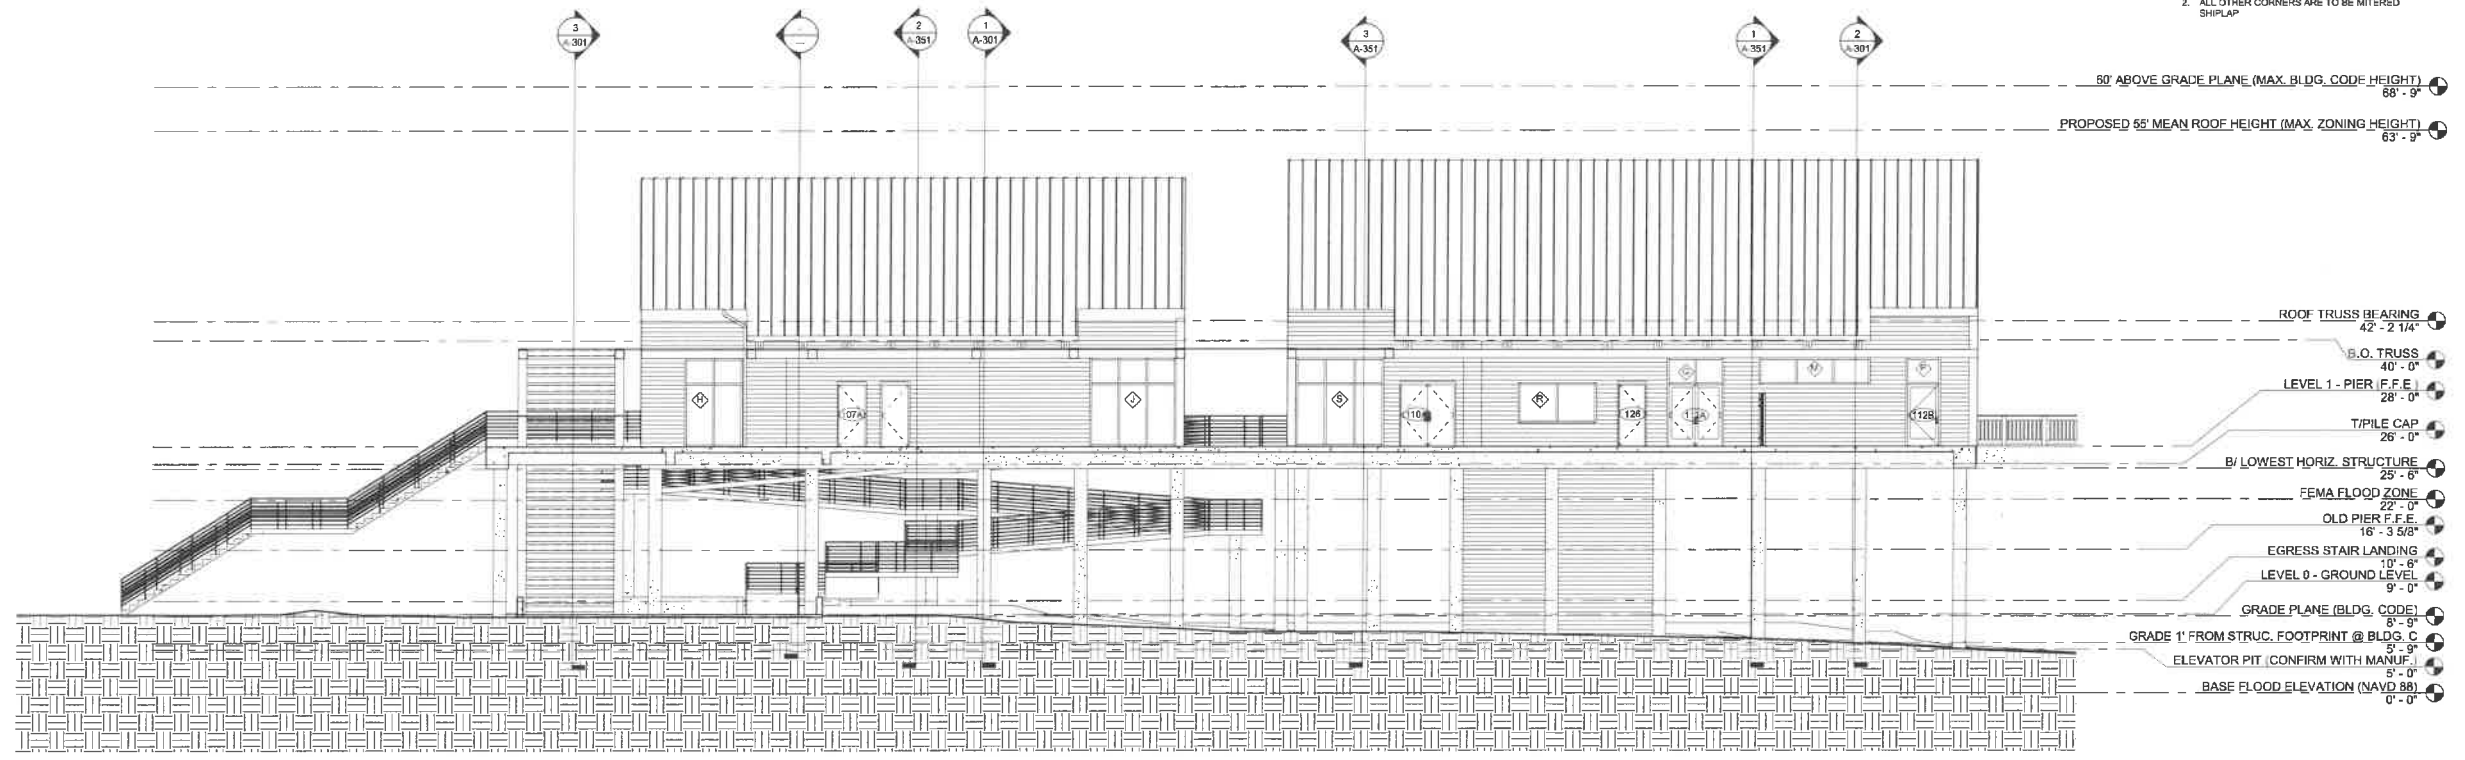 2. ALL OTHER CORNERS ARE TO BE MITERED
SHIPLAP
3
A-301
2
A-351
1
A-301
3
A-351
1
A-351
2
A-301
60' ABOVE GRADE PLANE (MAX. BLDG. CODE HEIGHT)
68' - 9"
PROPOSED 55' MEAN ROOF HEIGHT (MAX. ZONING HEIGHT)
63' - 9"
ROOF TRUSS BEARING
42' - 2 1/4"
B.O. TRUSS
40' - 0"
LEVEL 1 - PIER (F.F.E.)
28' - 0"
T/PILE CAP
26' - 0"
B/ LOWEST HORIZ. STRUCTURE
25' - 6"
FEMA FLOOD ZONE
22' - 0"
OLD PIER F.F.E.
16' - 3 5/8"
EGRESS STAIR LANDING
10' - 6"
LEVEL 0 - GROUND LEVEL
9' - 0"
GRADE PLANE (BLDG. CODE)
8' - 9"
GRADE 1' FROM STRUC. FOOTPRINT @ BLDG. C
5' - 9"
ELEVATOR PIT (CONFIRM WITH MANUF.)
5' - 0"
BASE FLOOD ELEVATION (NAVD 88)
0' - 0"
H
107A
J
S
110
R
126
G
M
F
112B